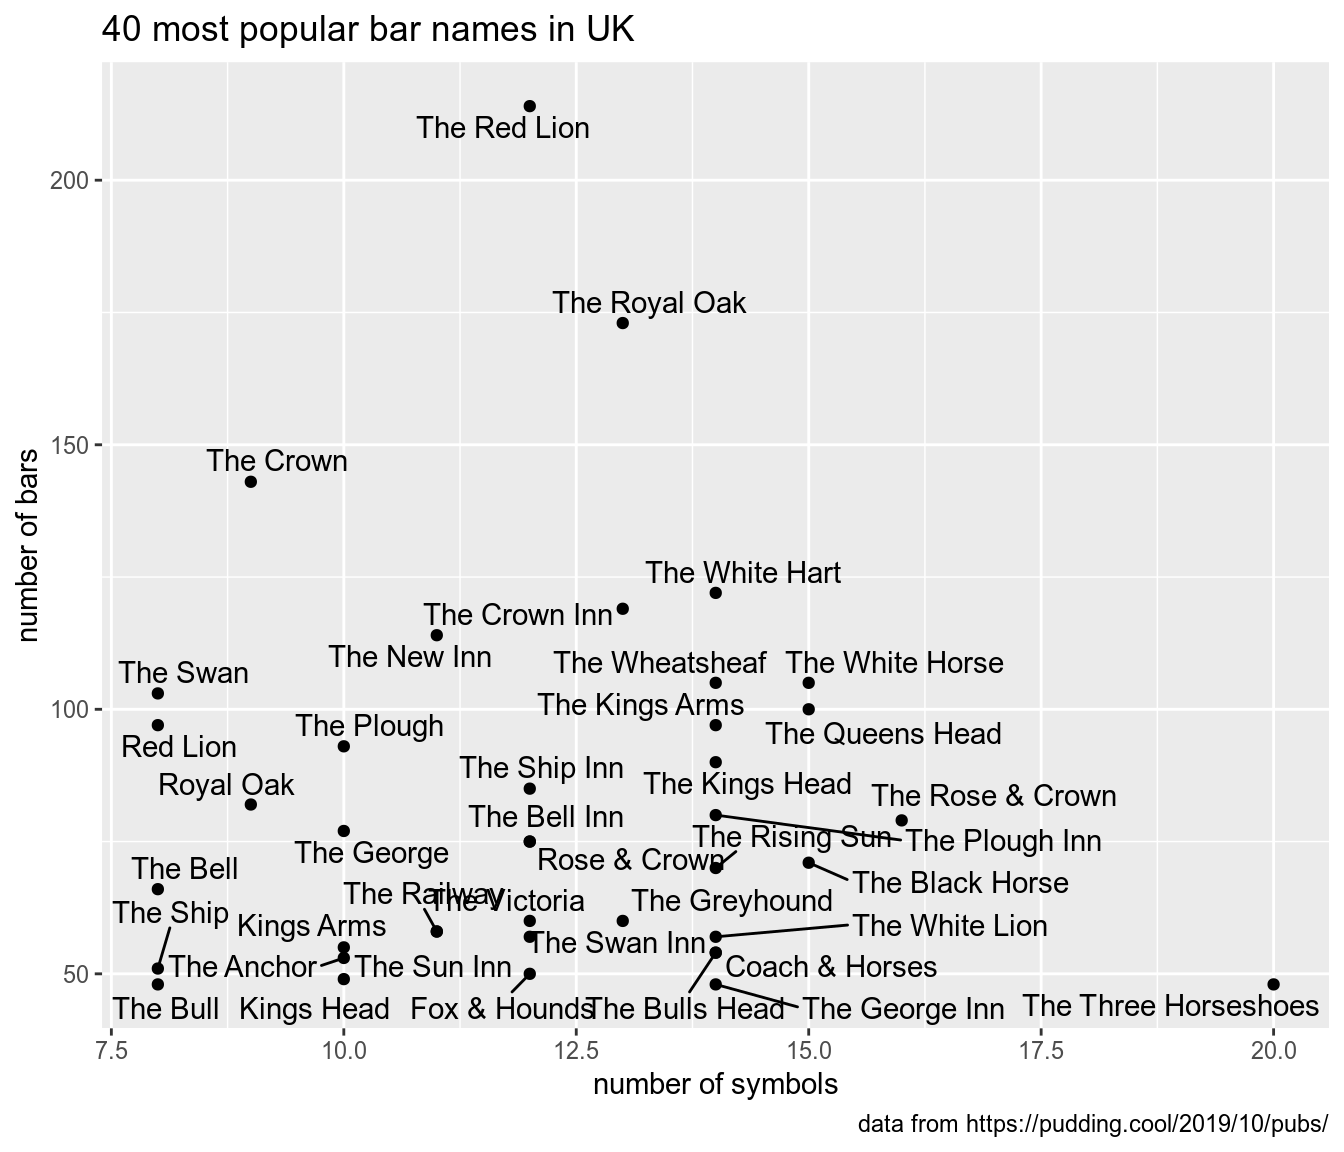 40 most popular bar names in UK
The Red Lion
200
The Royal Oak
number of bars
150
The Crown
The White Hart
The Crown Inn
The New Inn
The Wheatsheaf
The White Horse
The Swan
100
The Kings Arms
The Plough
The Queens Head
Red Lion
The Ship Inn
Royal Oak
The Kings Head
The Rose & Crown
The Bell Inn
The Rising Sun
The Plough Inn
The George
Rose & Crown
The Bell
The Black Horse
The Railway
The Victoria
The Greyhound
The Ship
Kings Arms
The White Lion
The Swan Inn
The Anchor
The Sun Inn
Coach & Horses
50
The Bull
Kings Head
Fox & Hounds
The Bulls Head
The George Inn
The Three Horseshoes
7.5
10.0
12.5
15.0
17.5
20.0
number of symbols
data from https://pudding.cool/2019/10/pubs/